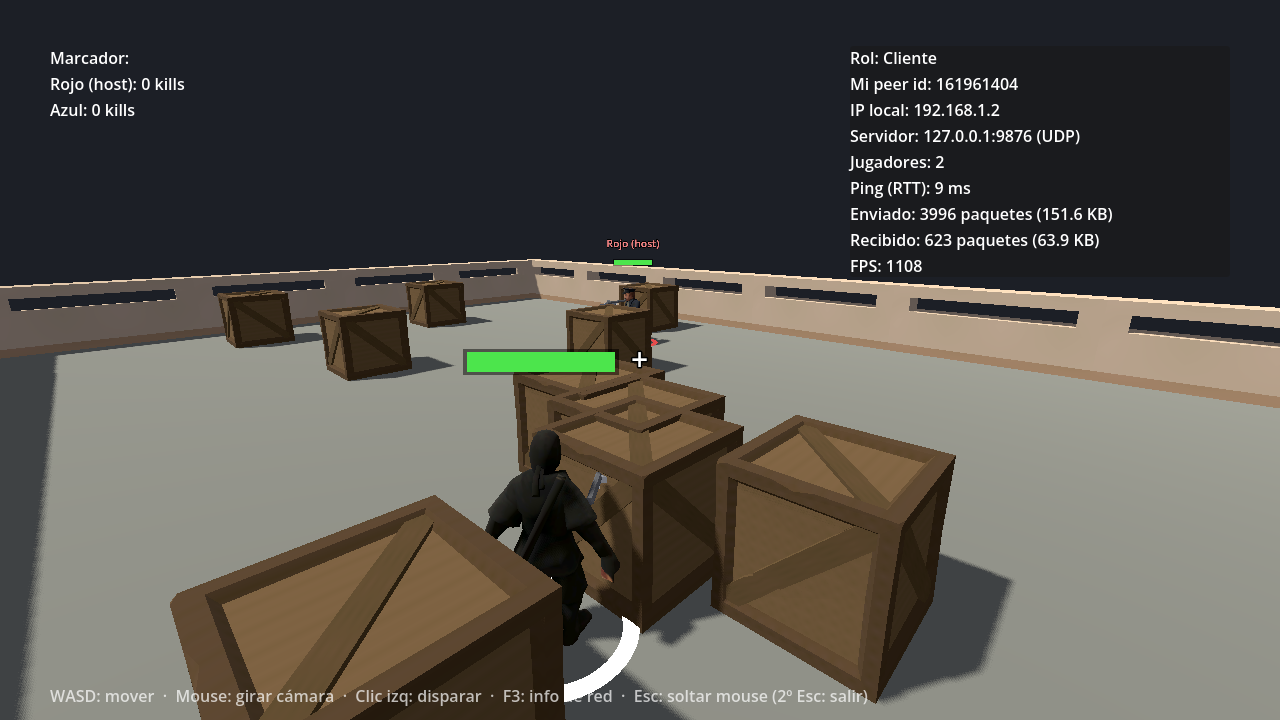 Marcador:
Rojo (host): 0 kills
Azul: 0 kills
Rol: Cliente
Mi peer id: 161961404
IP local: 192.168.1.2
Servidor: 127.0.0.1:9876 (UDP)
Jugadores: 2
Ping (RTT): 9 ms
Enviado: 3996 paquetes (151.6 KB)
Recibido: 623 paquetes (63.9 KB)
FPS: 1108
Rojo (host)
WASD: mover · Mouse: girar cámara · Clic izq: disparar · F3: info de red · Esc: soltar mouse (2º Esc: salir)